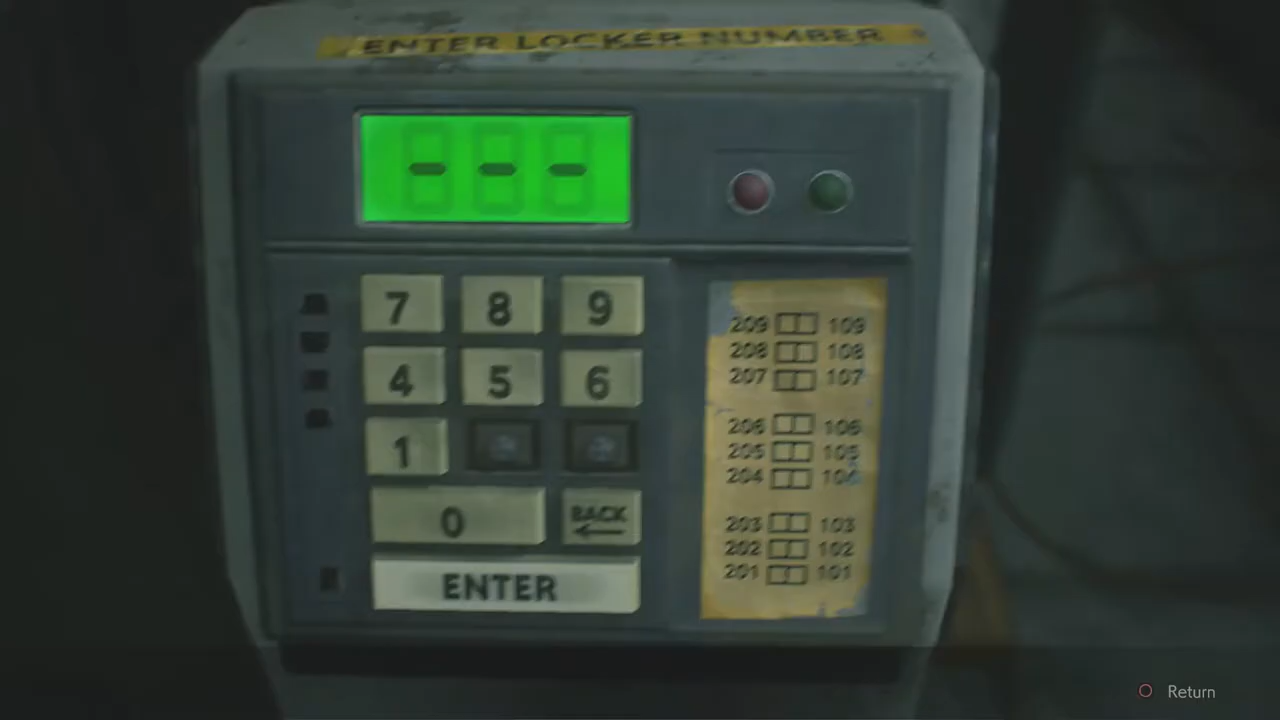 ENTER LOCKER NUMBER
- - -
7 8 9
4 5 6
1
0 BACK
ENTER
209 109
208 108
207 107
206 106
205 105
204 104
203 103
202 102
201 101
Return